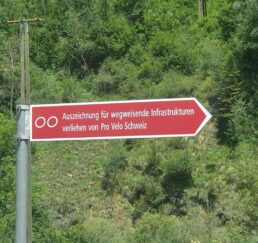 Auszeichnung für wegweisende Infrastrukturen
verliehen von Pro Velo Schweiz